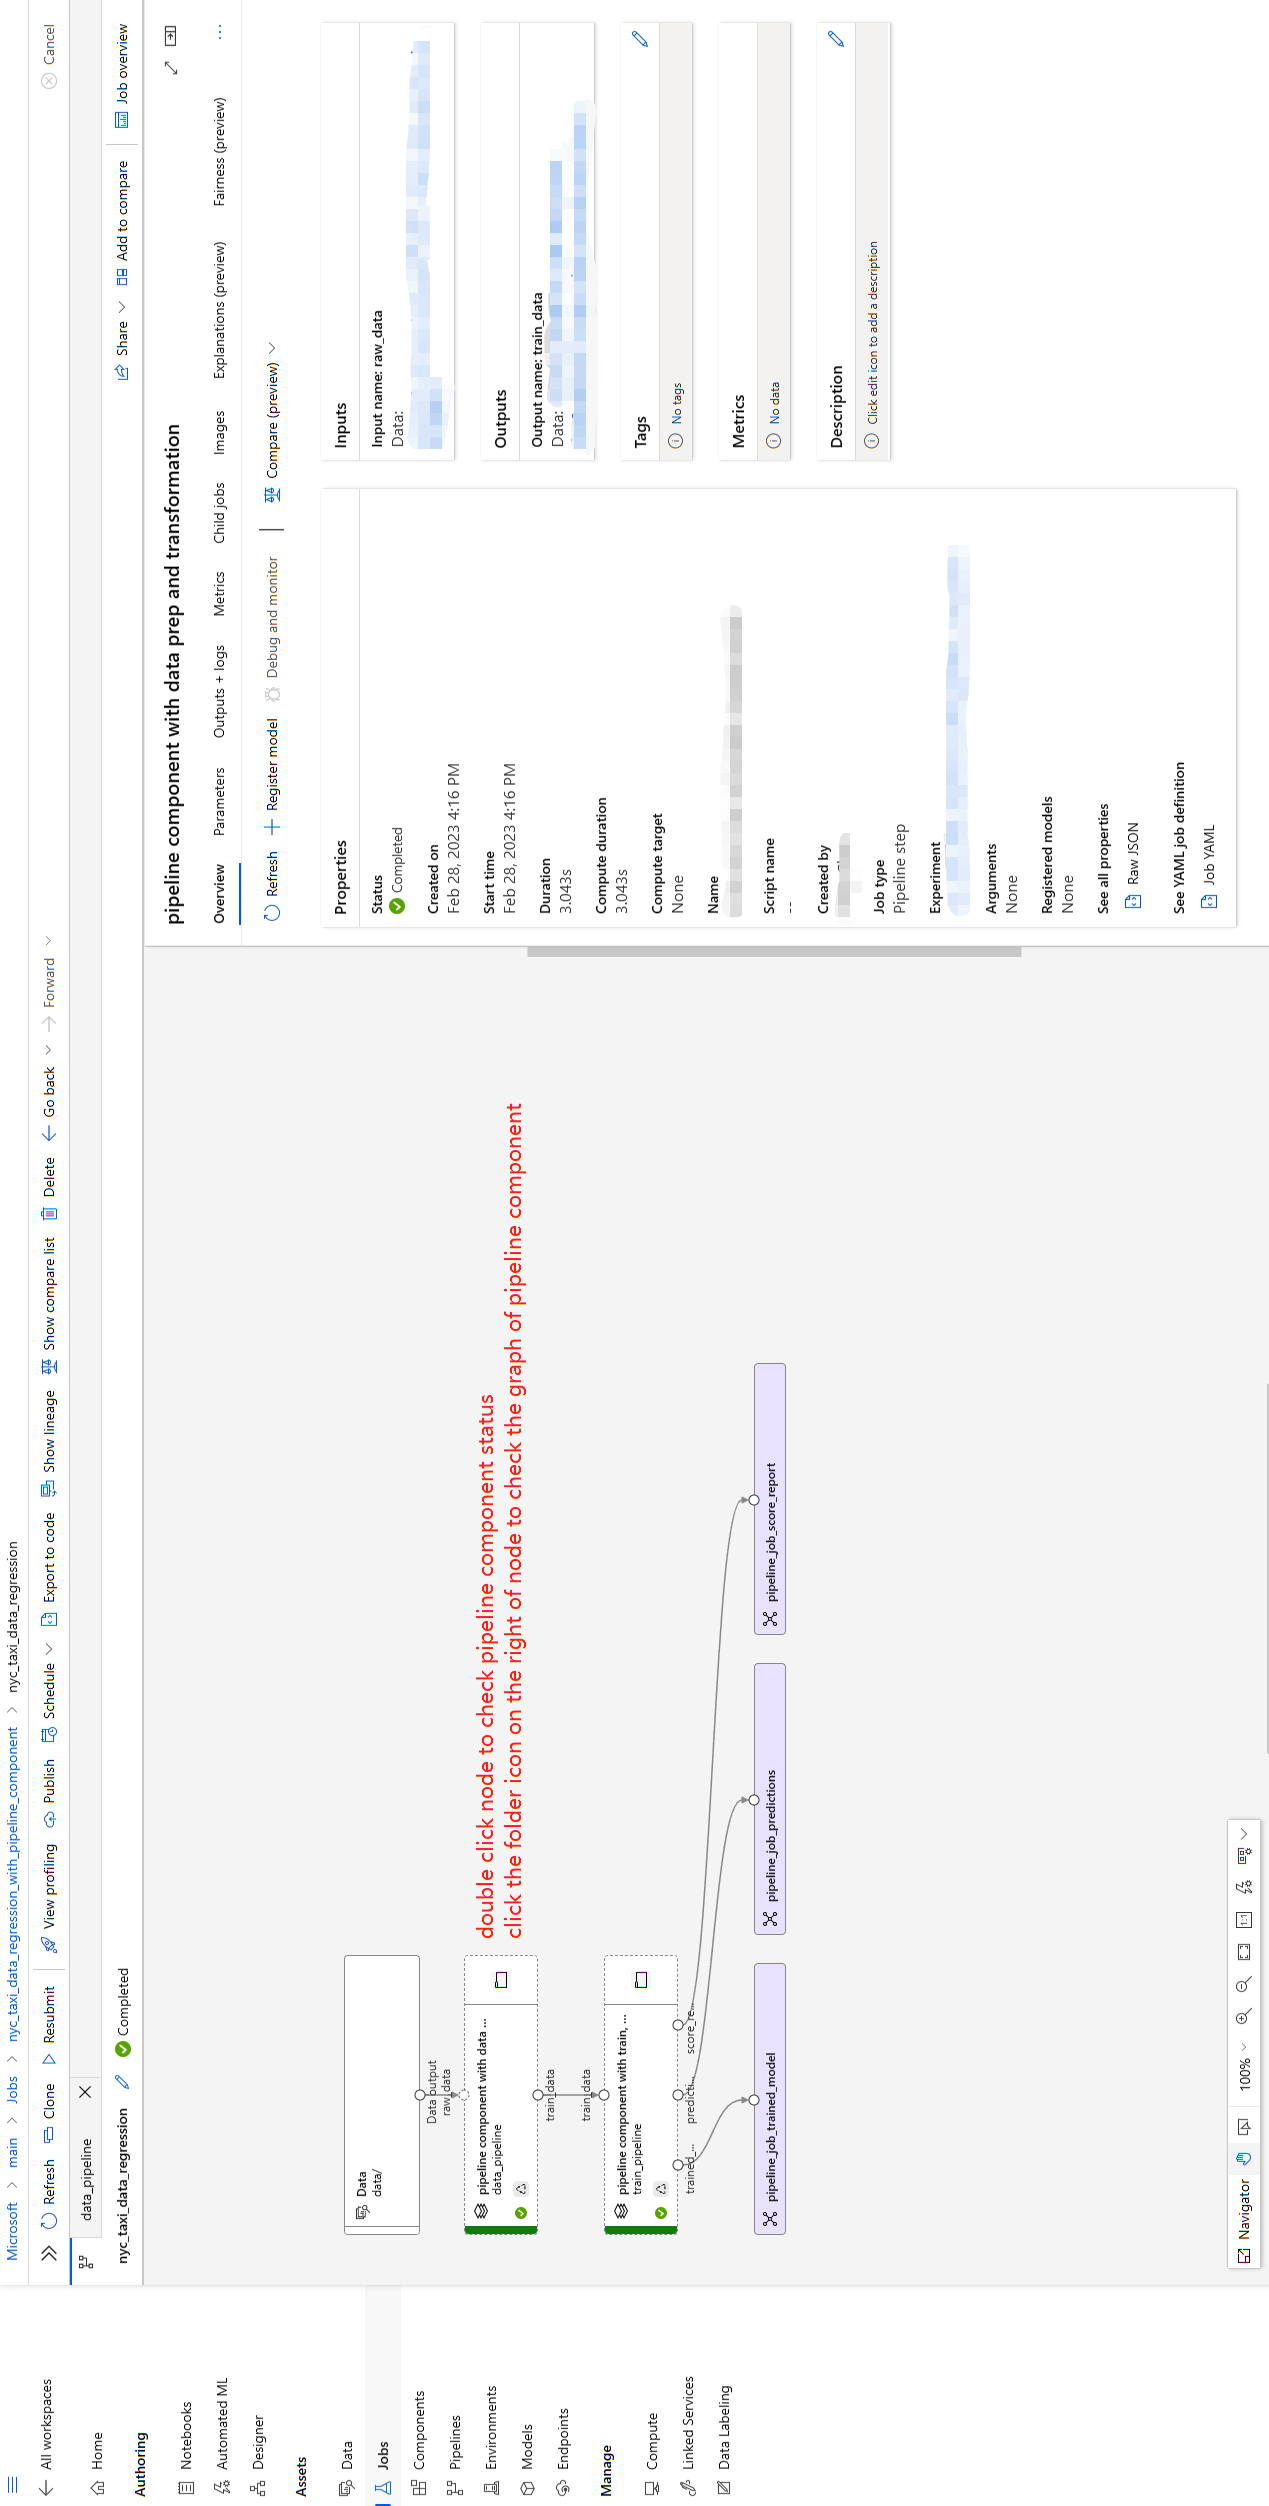 Microsoft > main > Jobs > nyc_taxi_data_regression_with_pipeline_component > nyc_taxi_data_regression
Refresh Clone Resubmit View profiling Publish Schedule Export to code Show lineage Show compare list Delete Go back Forward Cancel
data_pipeline
nyc_taxi_data_regression Completed
Share Add to compare Job overview
All workspaces
Home
Authoring
Notebooks
Automated ML
Designer
Assets
Data
Jobs
Components
Pipelines
Environments
Models
Endpoints
Manage
Compute
Linked Services
Data Labeling
Data
data/
Data output
raw_data
pipeline component with data ...
data_pipeline
double click node to check pipeline component status
click the folder icon on the right of node to check the graph of pipeline component
train_data
train_data
pipeline component with train, ...
train_pipeline
trained_...
predicti...
score_re...
pipeline_job_trained_model
pipeline_job_predictions
pipeline_job_score_report
Navigator 100% 1:1
pipeline component with data prep and transformation
Overview Parameters Outputs + logs Metrics Child jobs Images Explanations (preview) Fairness (preview) ...
Refresh Register model Debug and monitor Compare (preview)
Properties
Status
Completed
Created on
Feb 28, 2023 4:16 PM
Start time
Feb 28, 2023 4:16 PM
Duration
3.043s
Compute duration
3.043s
Compute target
None
Name
Script name
--
Created by
Job type
Pipeline step
Experiment
Arguments
None
Registered models
None
See all properties
Raw JSON
See YAML job definition
Job YAML
Inputs
Input name: raw_data
Data:
Outputs
Output name: train_data
Data:
Tags
No tags
Metrics
No data
Description
Click edit icon to add a description